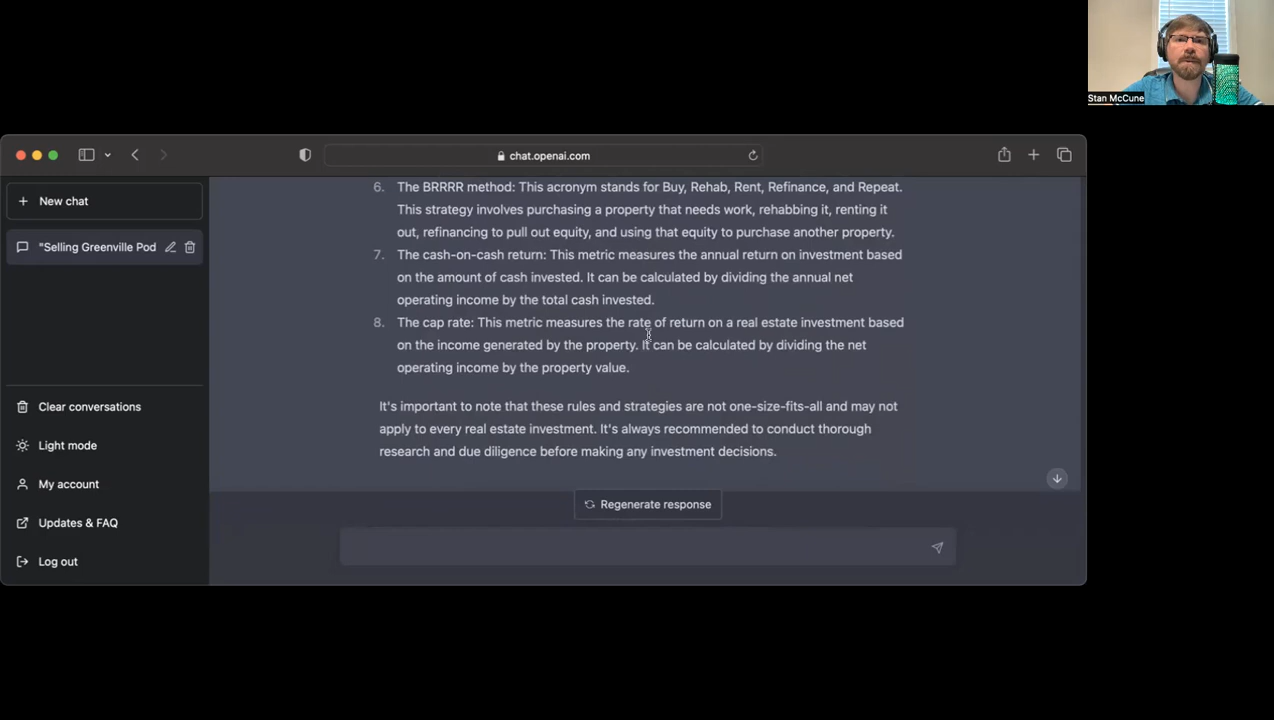 Stan McCune
chat.openai.com
New chat
"Selling Greenville Pod
Clear conversations
Light mode
My account
Updates & FAQ
Log out
6. The BRRRR method: This acronym stands for Buy, Rehab, Rent, Refinance, and Repeat.
This strategy involves purchasing a property that needs work, rehabbing it, renting it
out, refinancing to pull out equity, and using that equity to purchase another property.
7. The cash-on-cash return: This metric measures the annual return on investment based
on the amount of cash invested. It can be calculated by dividing the annual net
operating income by the total cash invested.
8. The cap rate: This metric measures the rate of return on a real estate investment based
on the income generated by the property. It can be calculated by dividing the net
operating income by the property value.
It's important to note that these rules and strategies are not one-size-fits-all and may not
apply to every real estate investment. It's always recommended to conduct thorough
research and due diligence before making any investment decisions.
Regenerate response